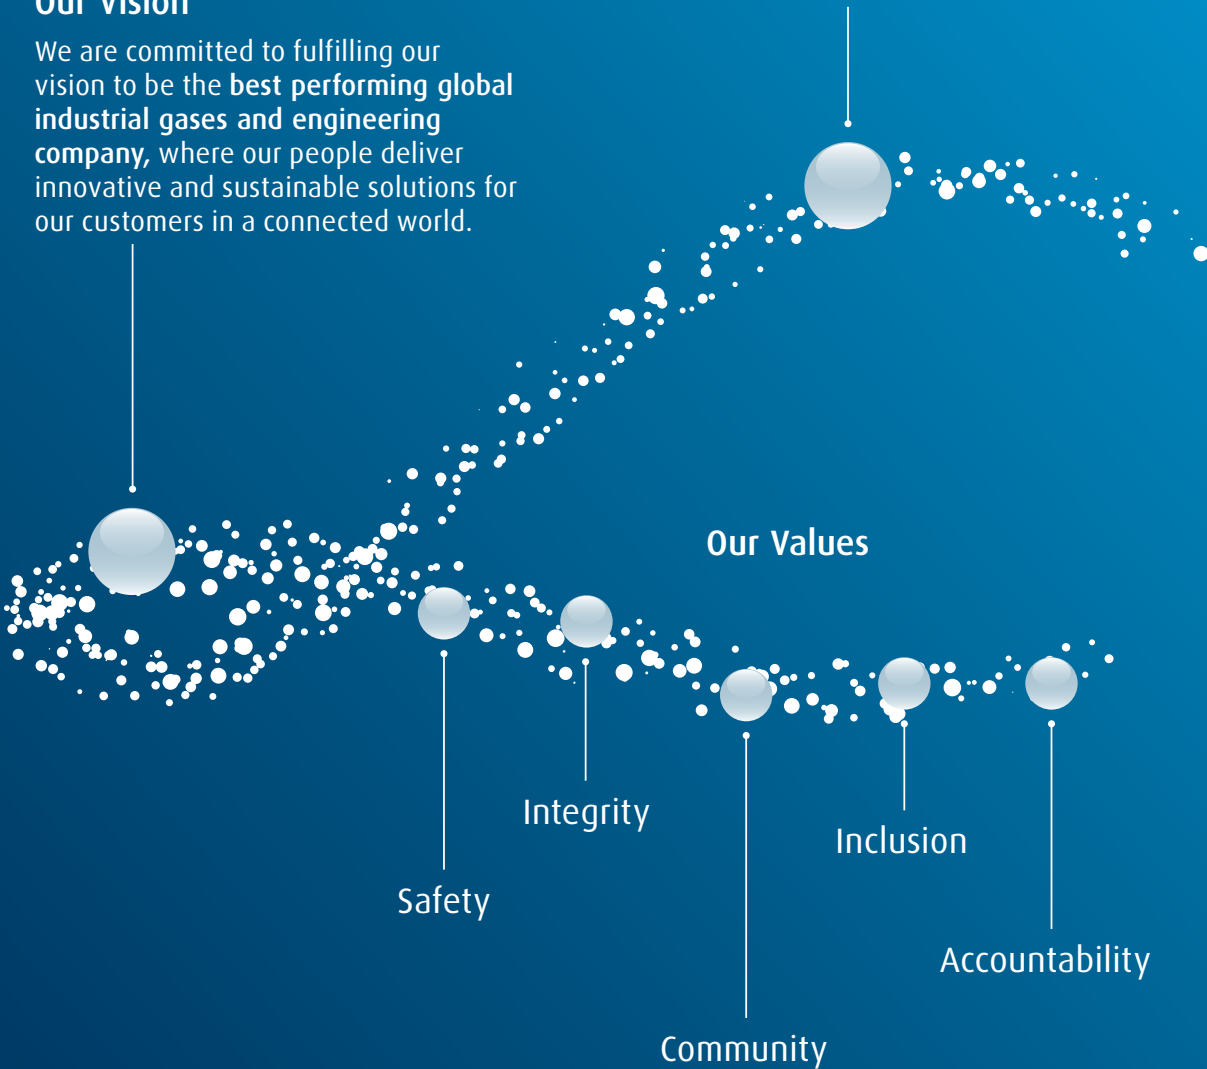 Our Vision
We are committed to fulfilling our
vision to be the best performing global
industrial gases and engineering
company, where our people deliver
innovative and sustainable solutions for
our customers in a connected world.
Our Values
Integrity
Inclusion
Safety
Accountability
Community